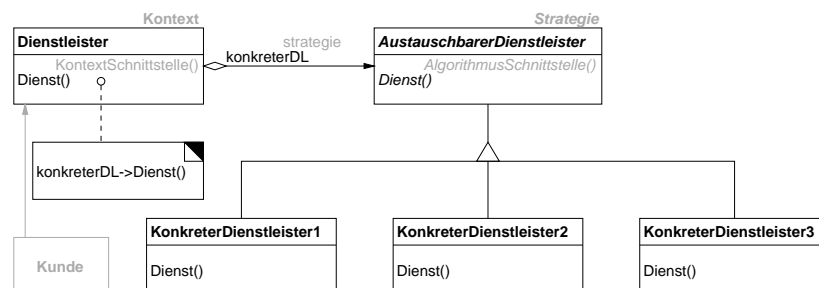 Kontext
Strategie
Dienstleister
strategie
AustauschbarerDienstleister
KontextSchnittstelle()
konkreterDL
AlgorithmusSchnittstelle()
Dienst()
Dienst()
konkreterDL->Dienst()
KonkreterDienstleister1
KonkreterDienstleister2
KonkreterDienstleister3
Kunde
Dienst()
Dienst()
Dienst()